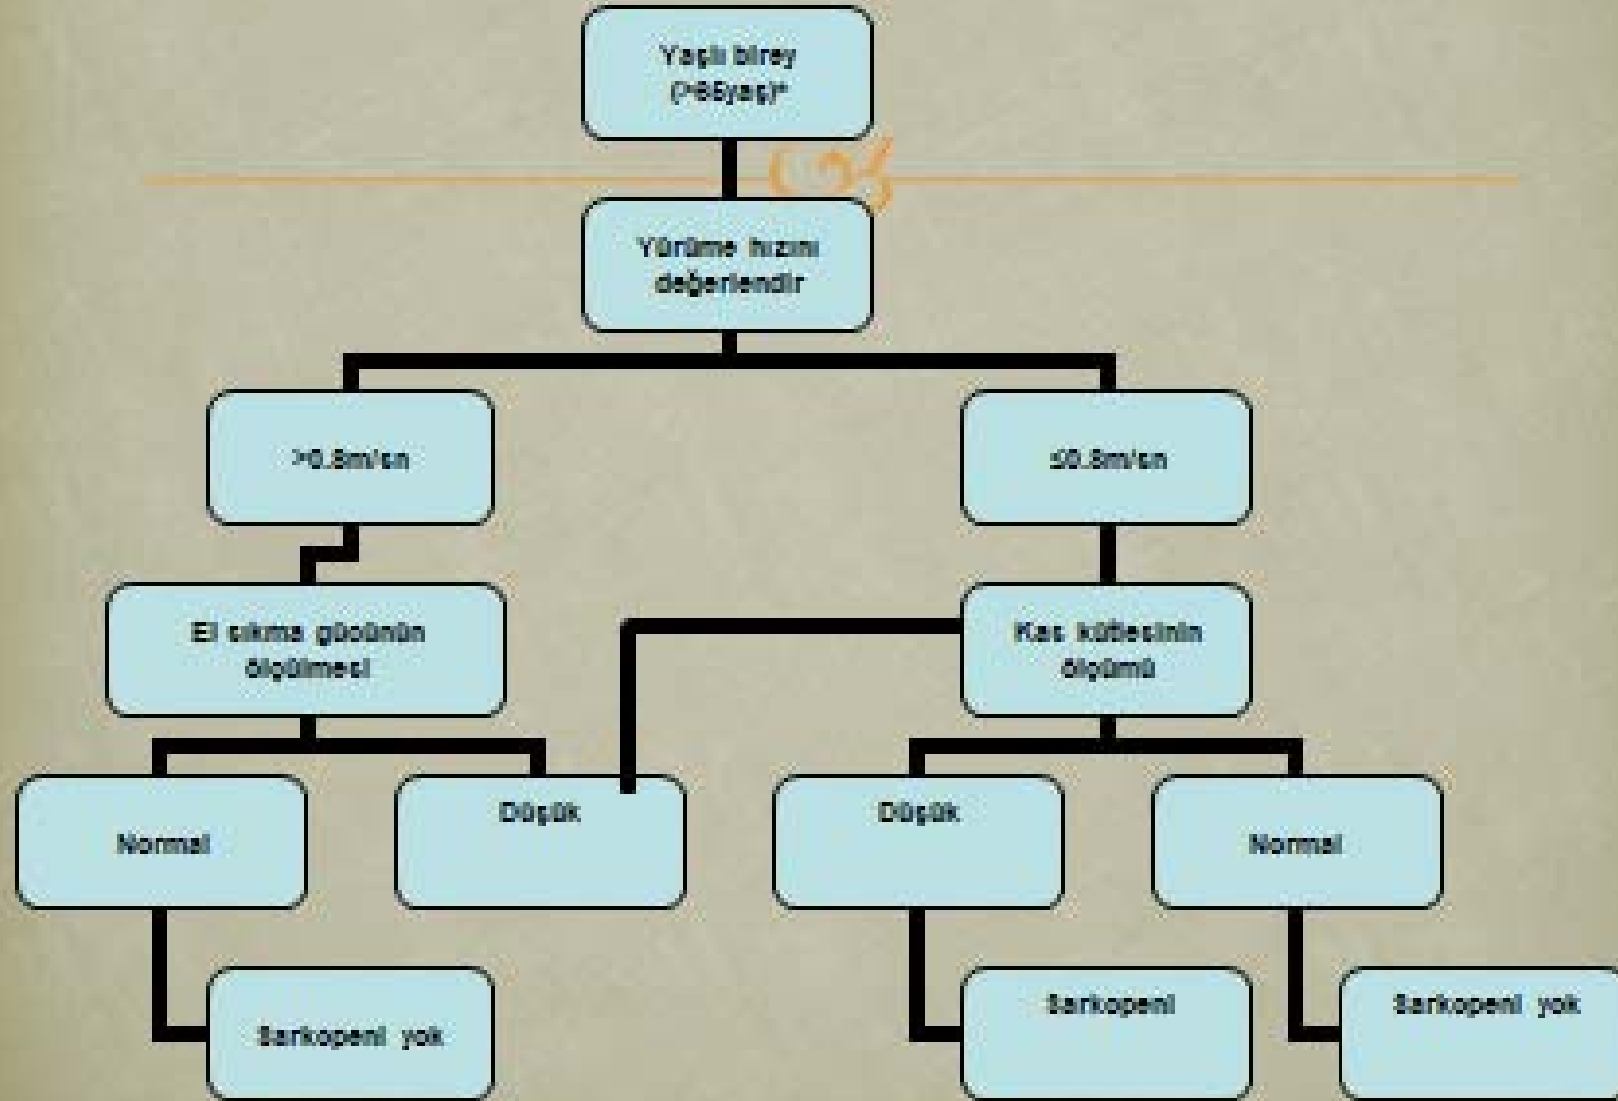 Yaşlı birey
(>65yaş)*
Yürüme hızını
değerlendir
>0.8m/sn
≤0.8m/sn
El sıkma gücünün
ölçülmesi
Kas kütlesinin
ölçümü
Normal
Düşük
Düşük
Normal
Sarkopeni yok
Sarkopeni
Sarkopeni yok